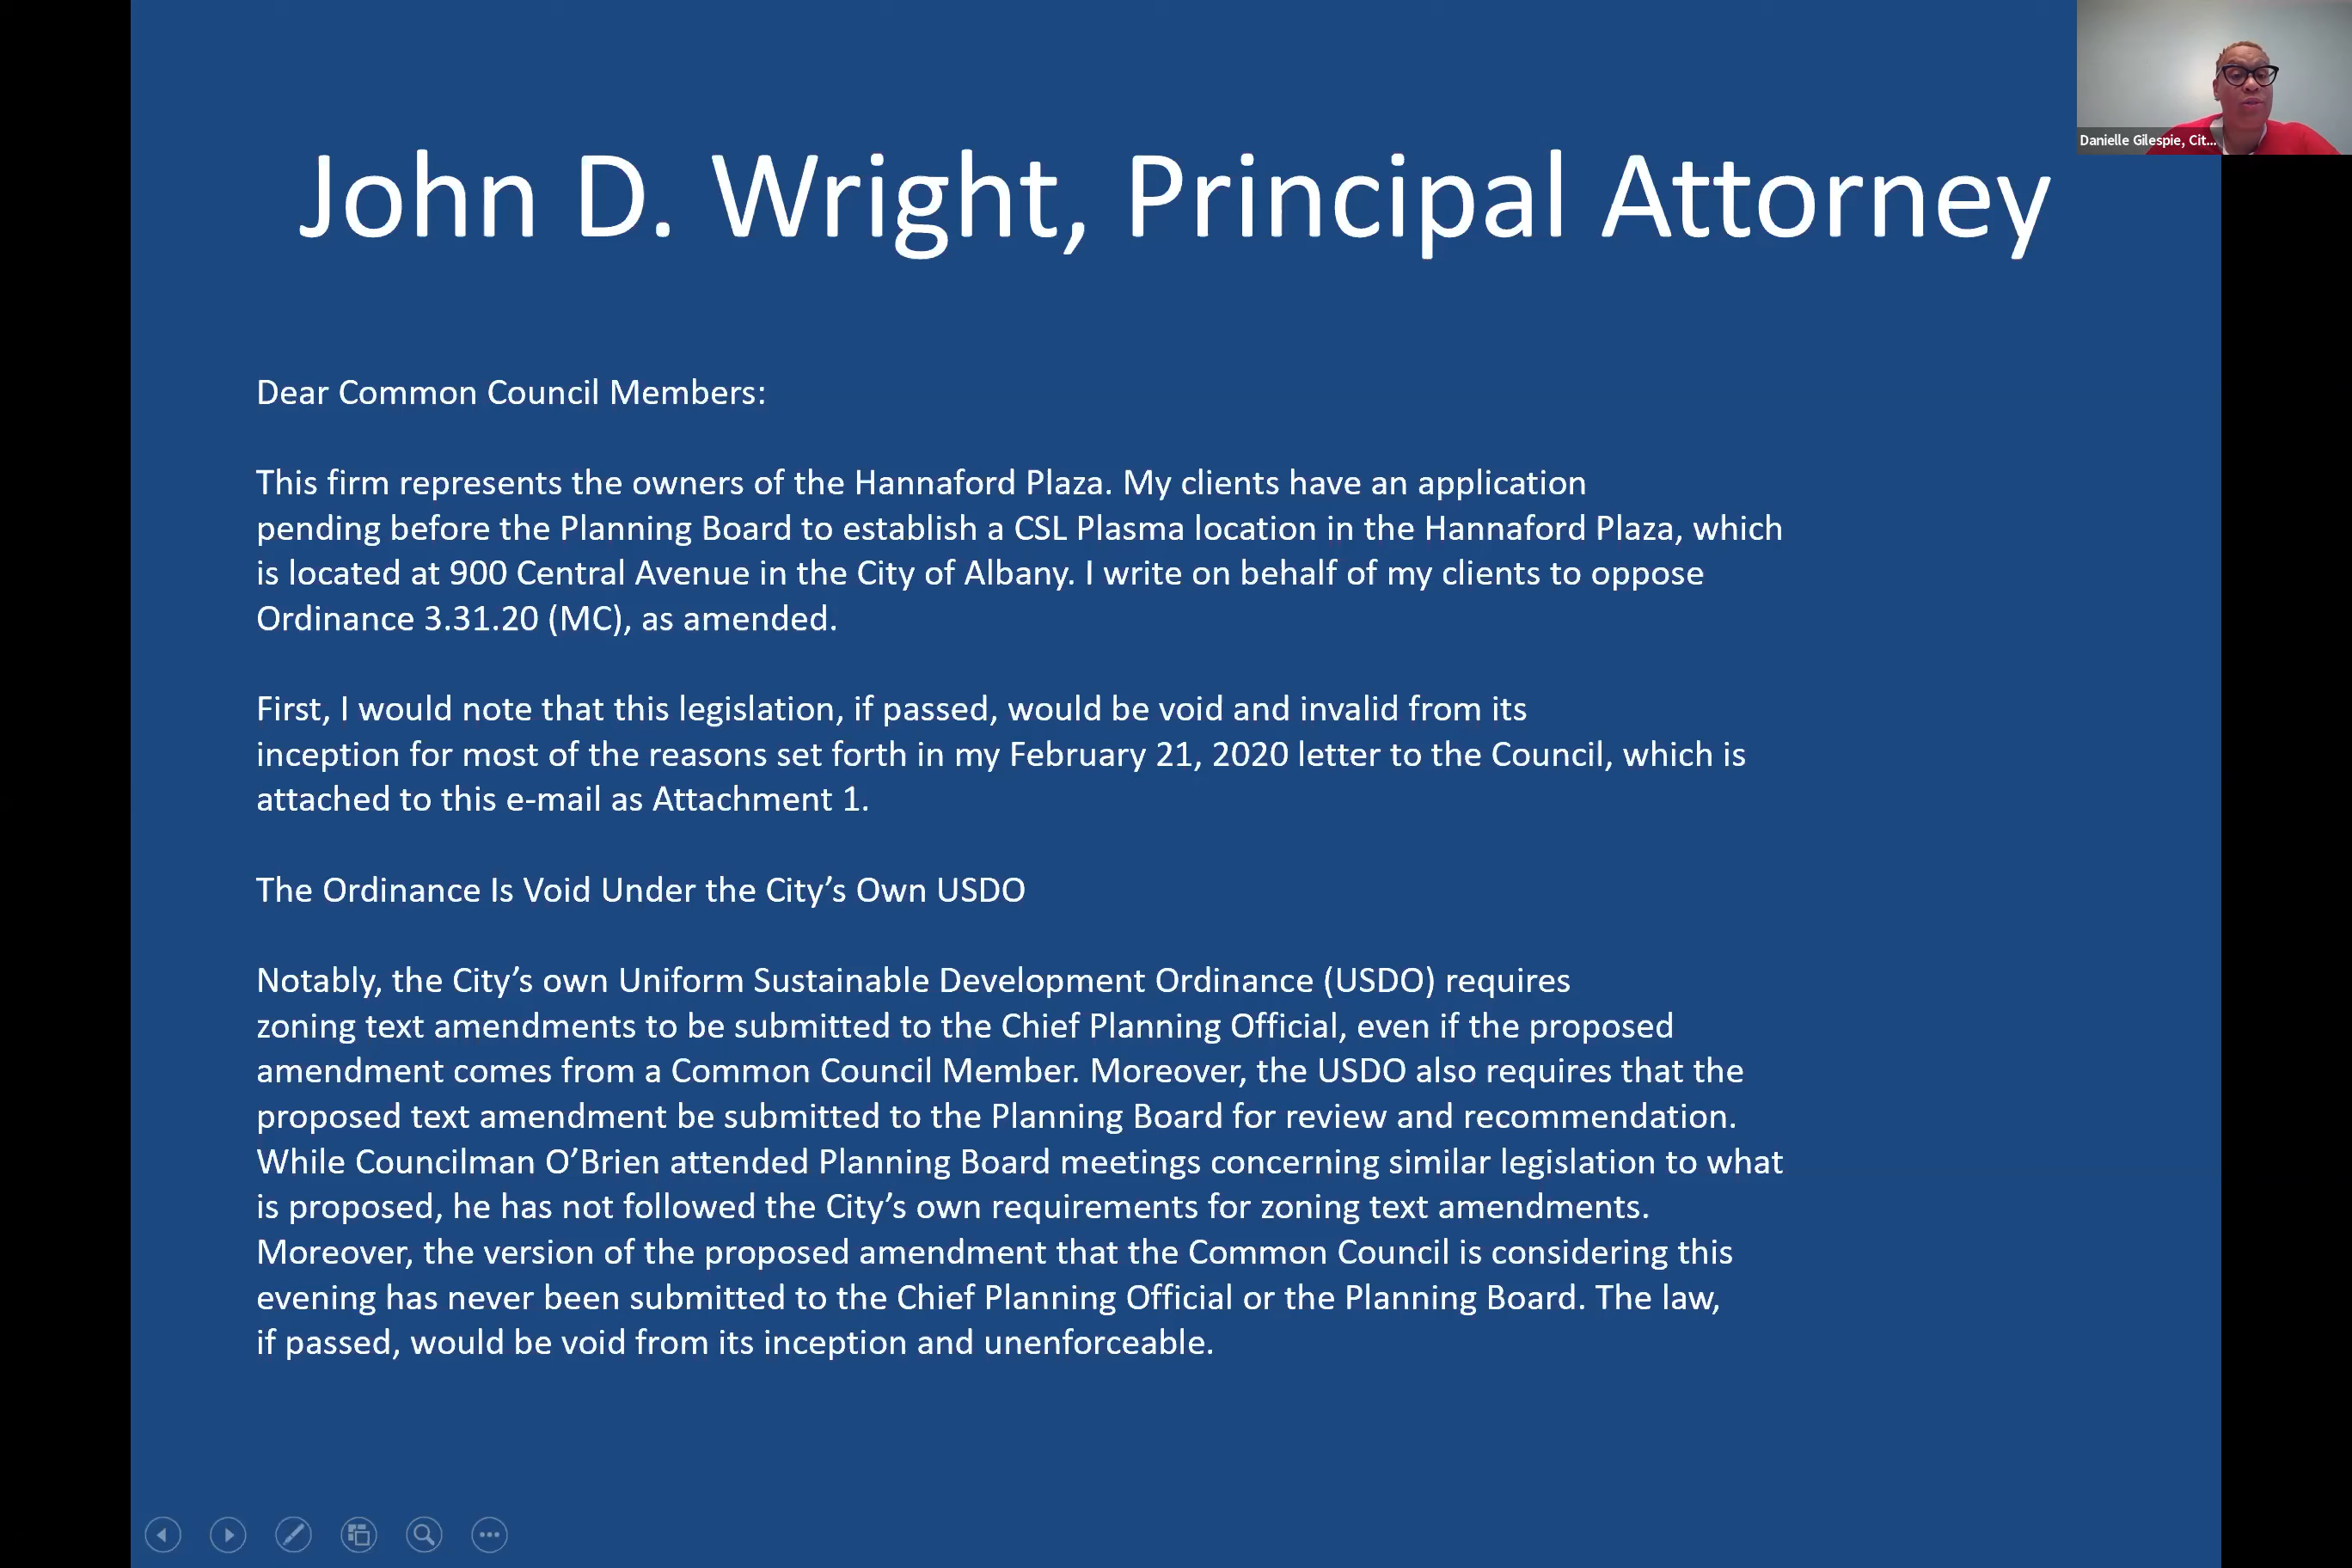 Danielle Gilespie, Cit...
John D. Wright, Principal Attorney
Dear Common Council Members:
This firm represents the owners of the Hannaford Plaza. My clients have an application
pending before the Planning Board to establish a CSL Plasma location in the Hannaford Plaza, which
is located at 900 Central Avenue in the City of Albany. I write on behalf of my clients to oppose
Ordinance 3.31.20 (MC), as amended.
First, I would note that this legislation, if passed, would be void and invalid from its
inception for most of the reasons set forth in my February 21, 2020 letter to the Council, which is
attached to this e-mail as Attachment 1.
The Ordinance Is Void Under the City’s Own USDO
Notably, the City’s own Uniform Sustainable Development Ordinance (USDO) requires
zoning text amendments to be submitted to the Chief Planning Official, even if the proposed
amendment comes from a Common Council Member. Moreover, the USDO also requires that the
proposed text amendment be submitted to the Planning Board for review and recommendation.
While Councilman O’Brien attended Planning Board meetings concerning similar legislation to what
is proposed, he has not followed the City’s own requirements for zoning text amendments.
Moreover, the version of the proposed amendment that the Common Council is considering this
evening has never been submitted to the Chief Planning Official or the Planning Board. The law,
if passed, would be void from its inception and unenforceable.